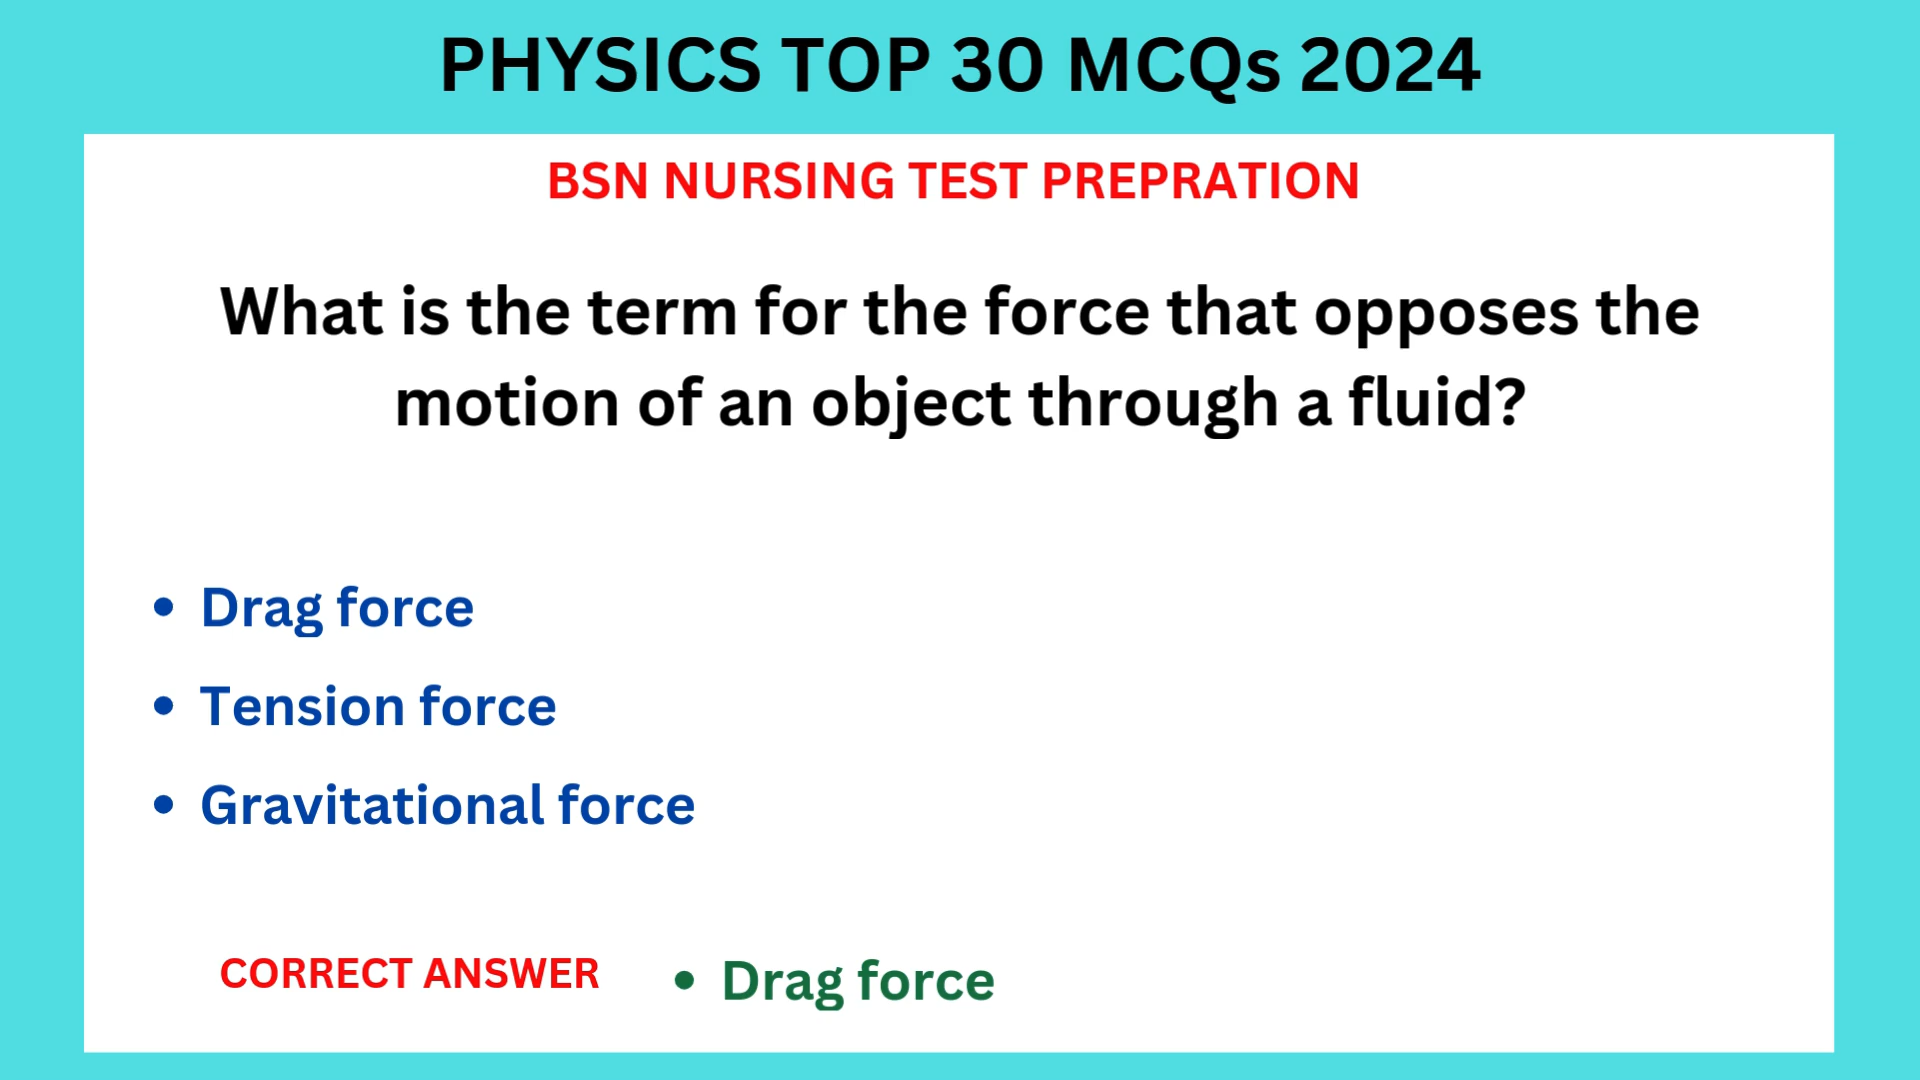 PHYSICS TOP 30 MCQs 2024
BSN NURSING TEST PREPRATION
What is the term for the force that opposes the
motion of an object through a fluid?
• Drag force
• Tension force
• Gravitational force
CORRECT ANSWER • Drag force